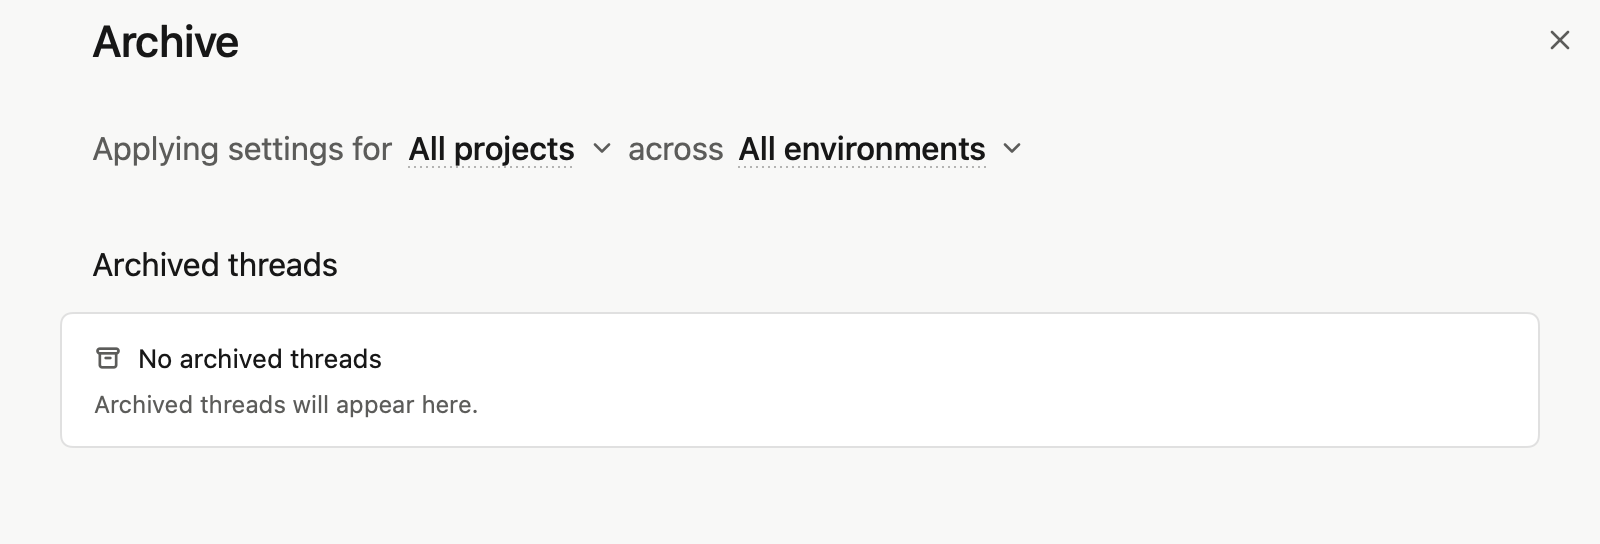 Archive
Applying settings for All projects across All environments
Archived threads
No archived threads
Archived threads will appear here.